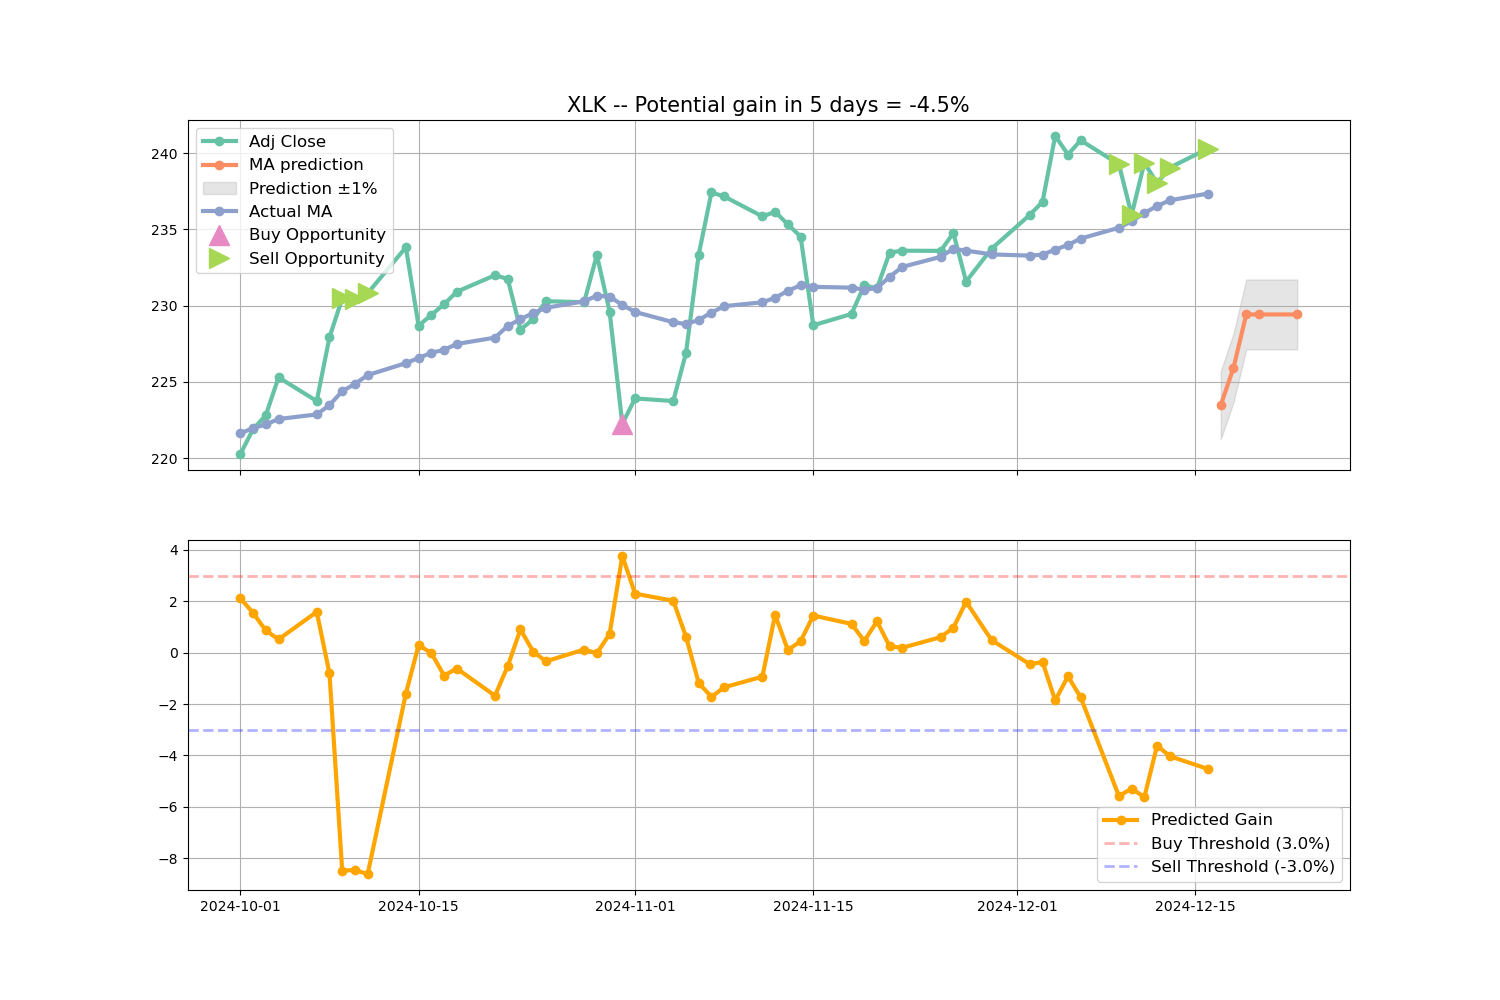 XLK -- Potential gain in 5 days = -4.5%
240
235
230
225
220
Adj Close
MA prediction
Prediction ±1%
Actual MA
Buy Opportunity
Sell Opportunity
4
2
0
−2
−4
−6
−8
Predicted Gain
Buy Threshold (3.0%)
Sell Threshold (-3.0%)
2024-10-01
2024-10-15
2024-11-01
2024-11-15
2024-12-01
2024-12-15